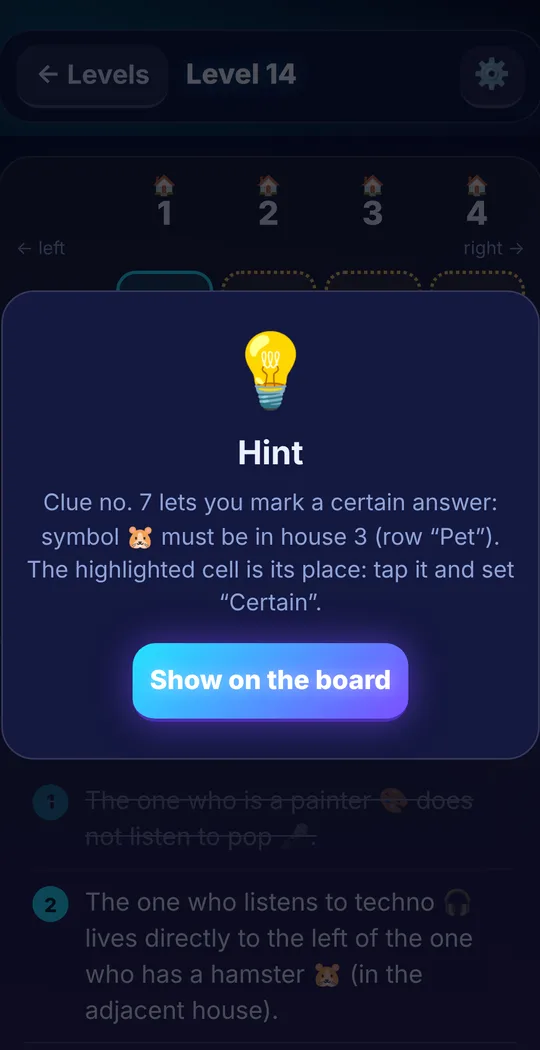 ← Levels
Level 14
1 2 3 4
← left right →
Hint
Clue no. 7 lets you mark a certain answer:
symbol 🐹 must be in house 3 (row “Pet”).
The highlighted cell is its place: tap it and set
“Certain”.
Show on the board
1 The one who is a painter 🎨 does
not listen to pop 🎤.
2 The one who listens to techno 🎧
lives directly to the left of the one
who has a hamster 🐹 (in the
adjacent house).